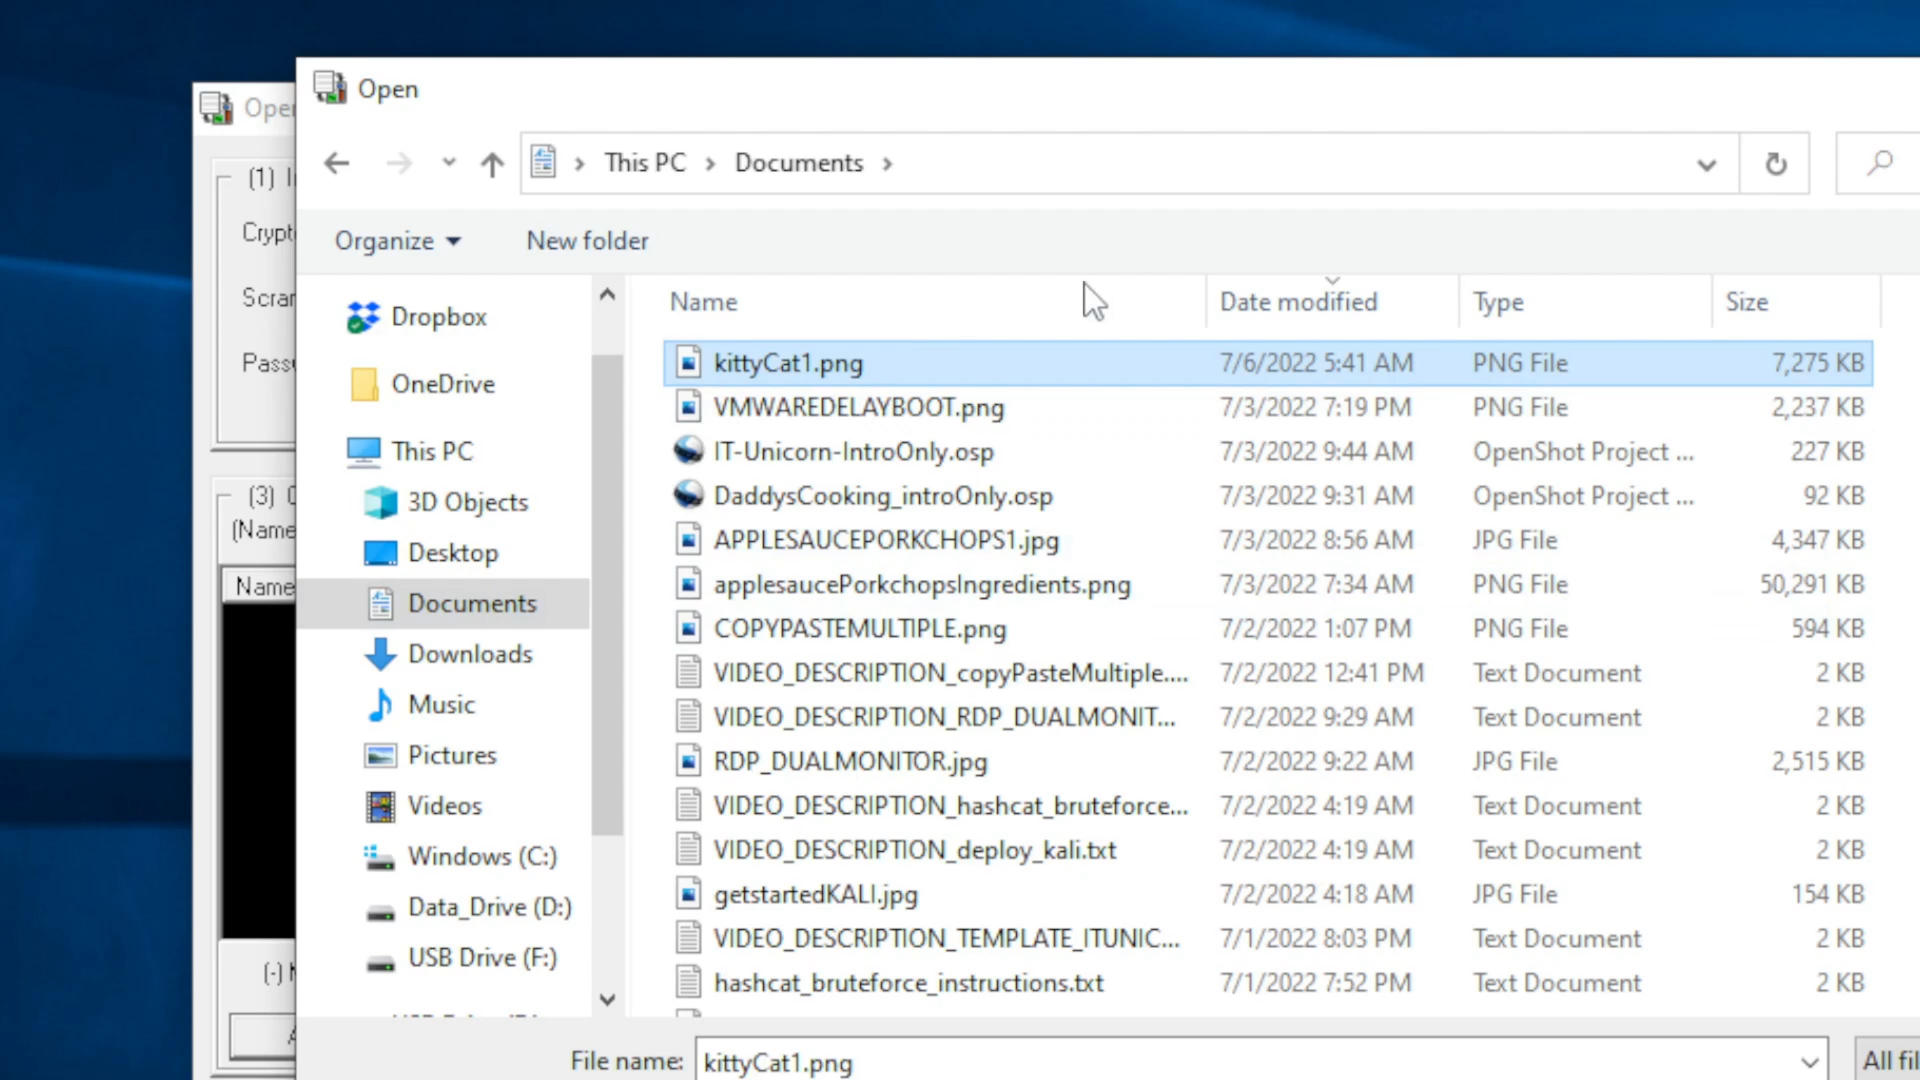 Open
Open
This PC
Documents
Organize
New folder
(1) I
Crypt
Scran
Passu
(3) C
(Name
Name
(-) N
A
Dropbox
OneDrive
This PC
3D Objects
Desktop
Documents
Downloads
Music
Pictures
Videos
Windows (C:)
Data_Drive (D:)
USB Drive (F:)
Name Date modified Type Size
kittyCat1.png 7/6/2022 5:41 AM PNG File 7,275 KB
VMWAREDELAYBOOT.png 7/3/2022 7:19 PM PNG File 2,237 KB
IT-Unicorn-IntroOnly.osp 7/3/2022 9:44 AM OpenShot Project ... 227 KB
DaddysCooking_introOnly.osp 7/3/2022 9:31 AM OpenShot Project ... 92 KB
APPLESAUCEPORKCHOPS1.jpg 7/3/2022 8:56 AM JPG File 4,347 KB
applesaucePorkchopsIngredients.png 7/3/2022 7:34 AM PNG File 50,291 KB
COPYPASTEMULTIPLE.png 7/2/2022 1:07 PM PNG File 594 KB
VIDEO_DESCRIPTION_copyPasteMultiple.... 7/2/2022 12:41 PM Text Document 2 KB
VIDEO_DESCRIPTION_RDP_DUALMONIT... 7/2/2022 9:29 AM Text Document 2 KB
RDP_DUALMONITOR.jpg 7/2/2022 9:22 AM JPG File 2,515 KB
VIDEO_DESCRIPTION_hashcat_bruteforce... 7/2/2022 4:19 AM Text Document 2 KB
VIDEO_DESCRIPTION_deploy_kali.txt 7/2/2022 4:19 AM Text Document 2 KB
getstartedKALI.jpg 7/2/2022 4:18 AM JPG File 154 KB
VIDEO_DESCRIPTION_TEMPLATE_ITUNIC... 7/1/2022 8:03 PM Text Document 2 KB
hashcat_bruteforce_instructions.txt 7/1/2022 7:52 PM Text Document 2 KB
File name: kittyCat1.png All fil